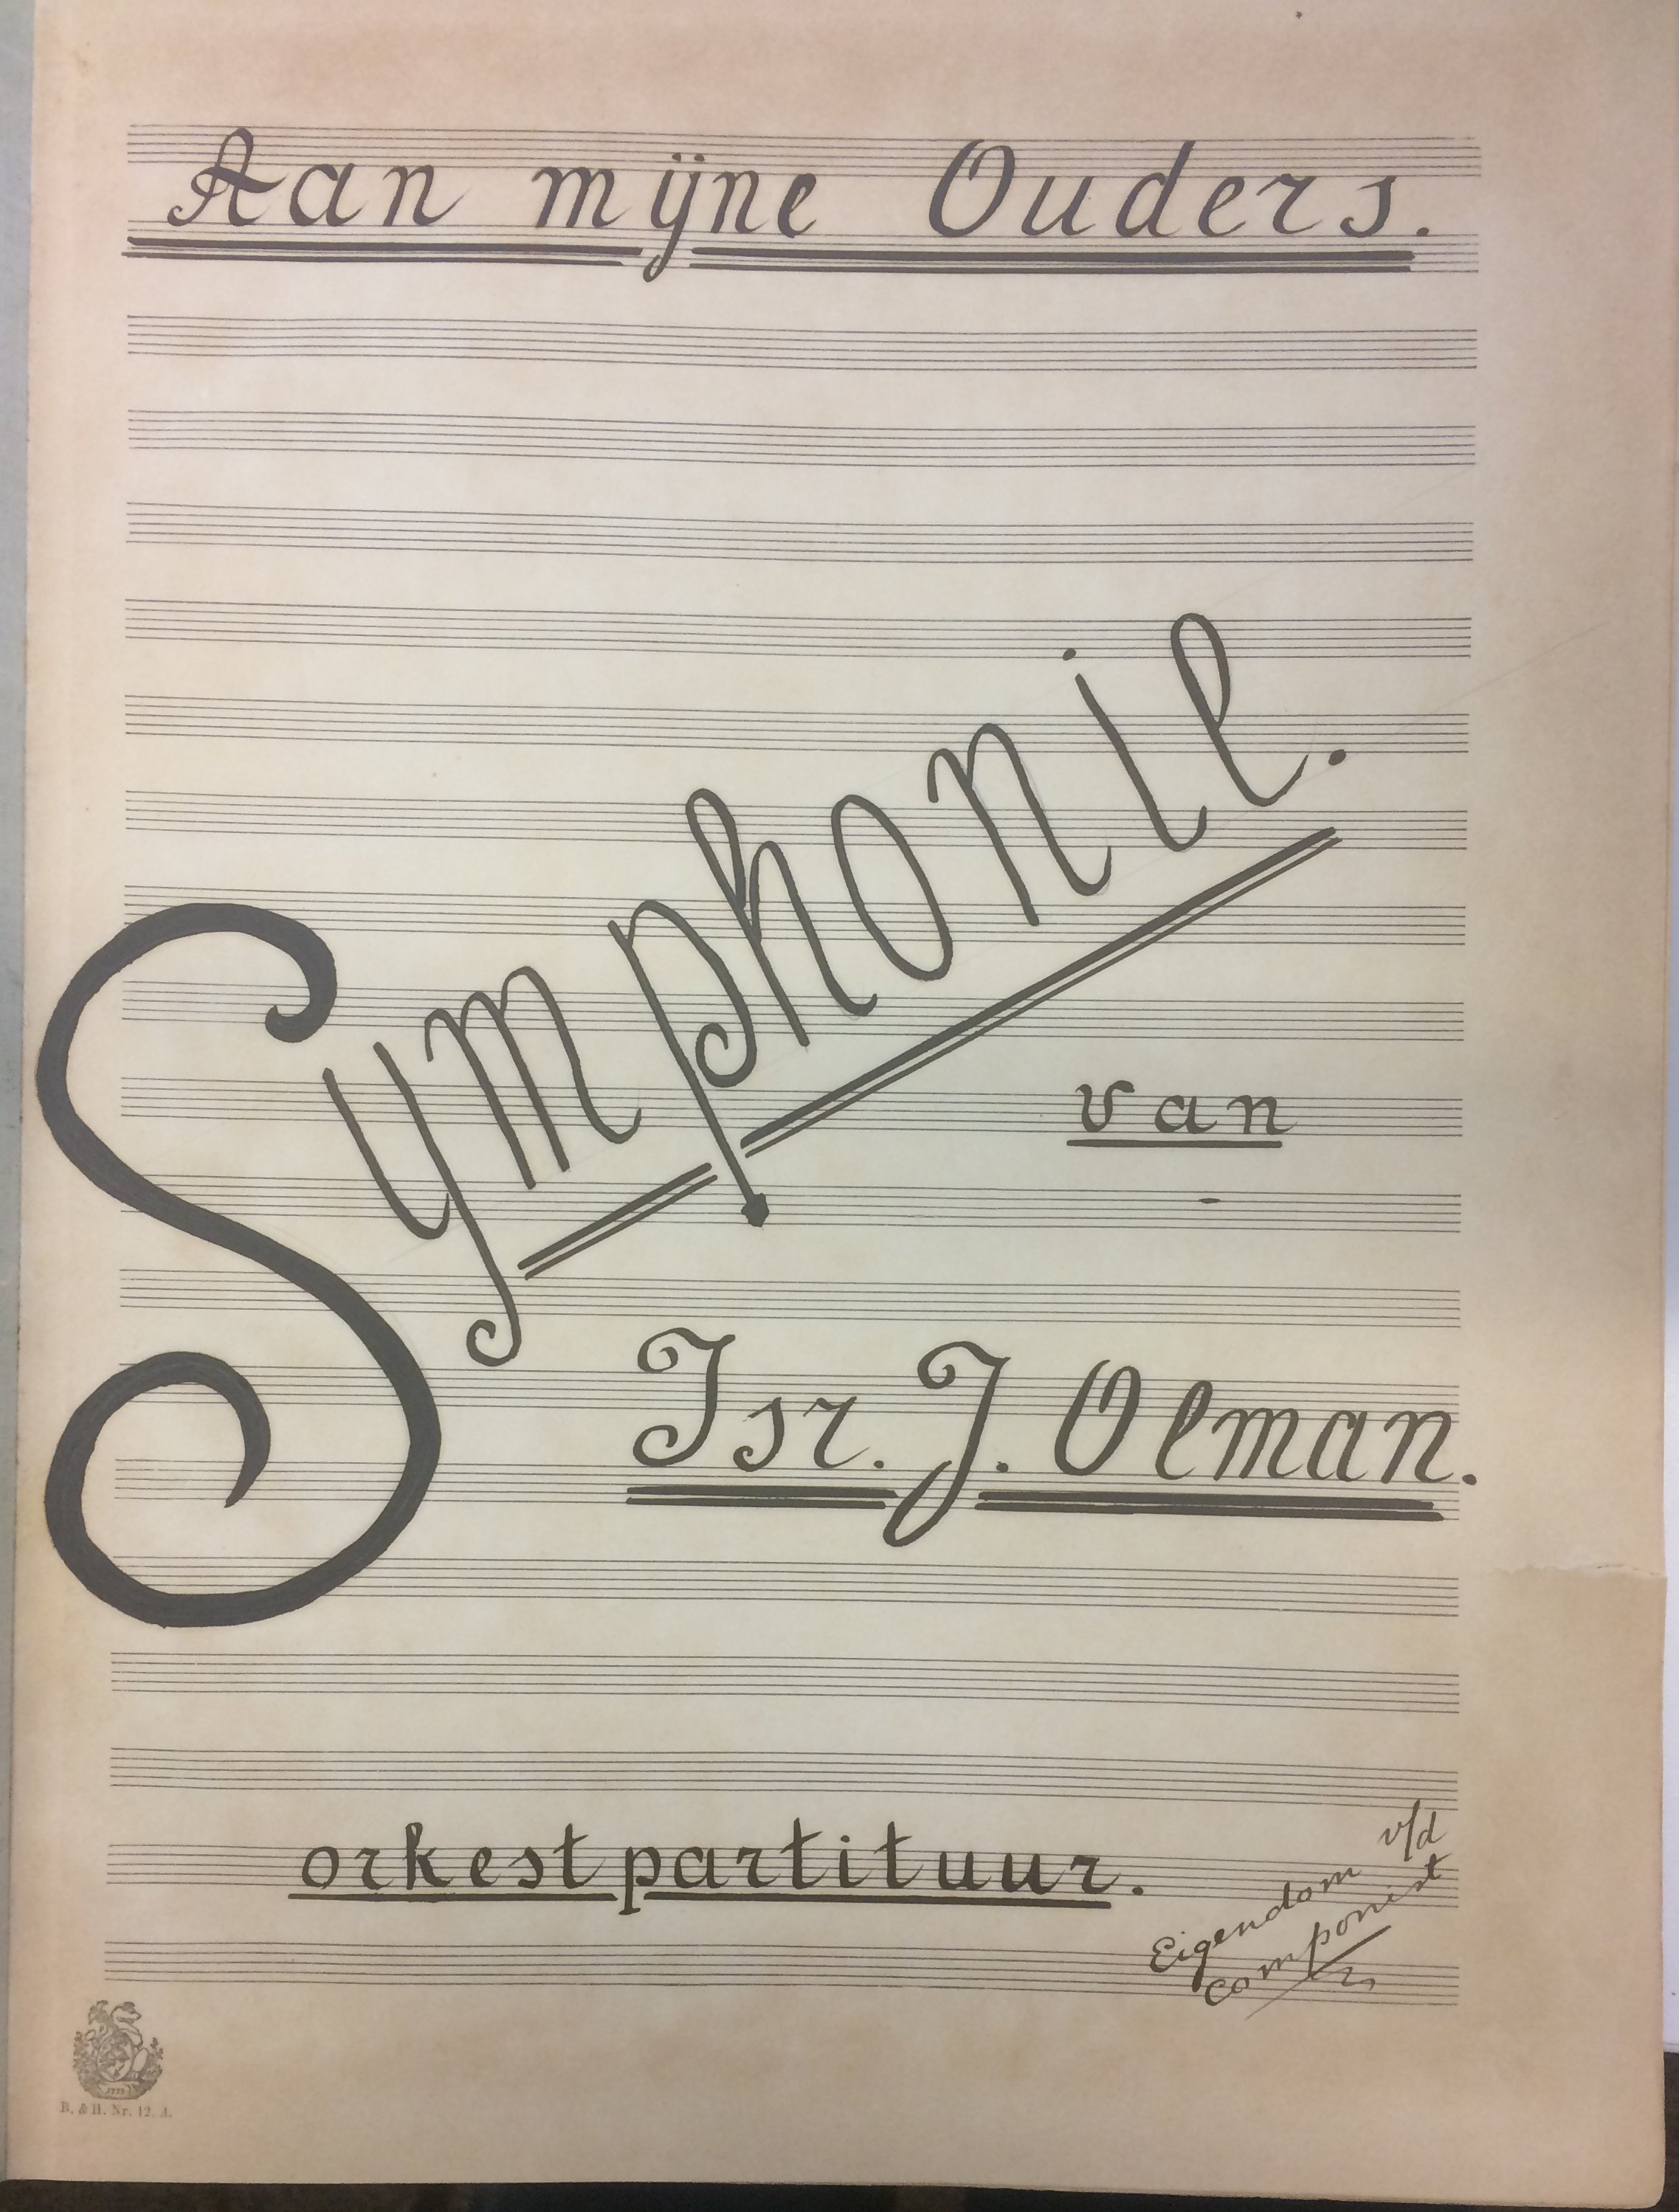 Aan mijne Ouders.
Symphonie.
van
Isr. J. Olman.
orkestpartituur.
Eigendom v/d
Componist
B. & H. Nr. 12. A.